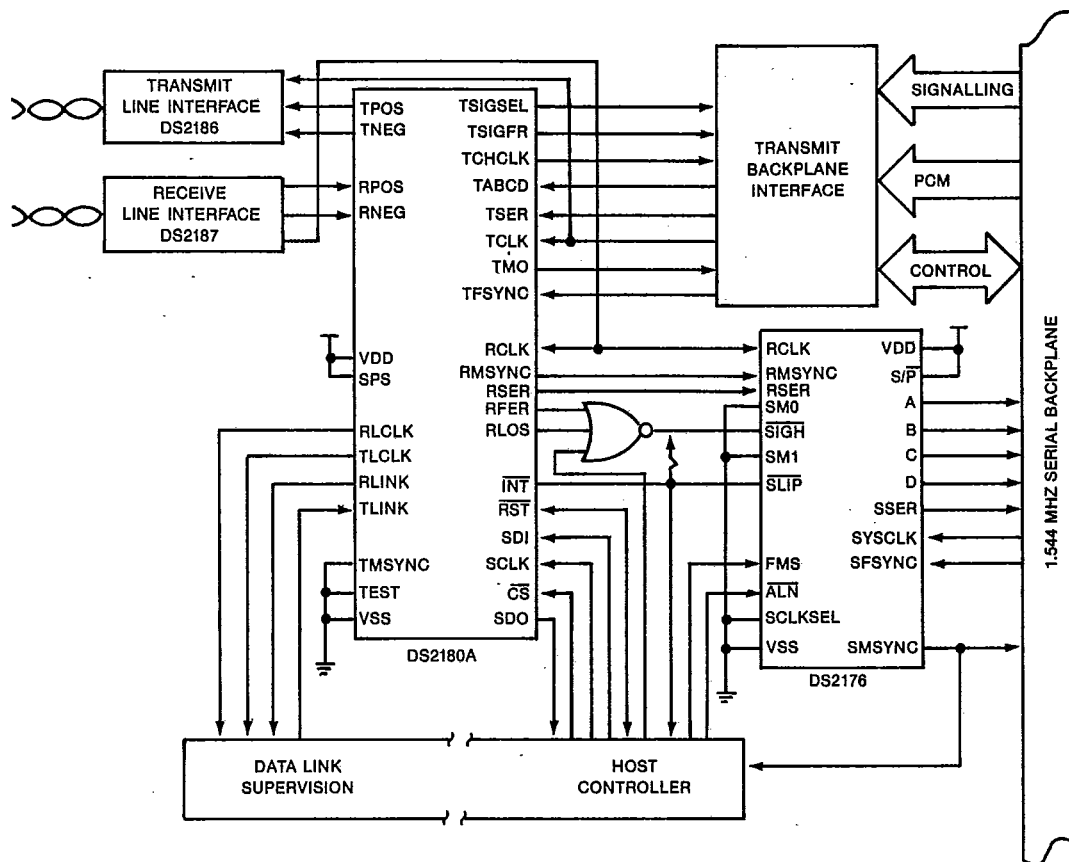 TRANSMIT
LINE INTERFACE
DS2186
RECEIVE
LINE INTERFACE
DS2187
TPOS
TNEG
RPOS
RNEG
VDD
SPS
RLCLK
TLCLK
RLINK
TLINK
TMSYNC
TEST
VSS
TSIGSEL
TSIGFR
TCHCLK
TABCD
TSER
TCLK
TMO
TFSYNC
RCLK
RMSYNC
RSER
RFER
RLOS
INT
RST
SDI
SCLK
CS
SDO
DS2180A
TRANSMIT
BACKPLANE
INTERFACE
SIGNALLING
PCM
CONTROL
RCLK
RMSYNC
RSER
SM0
SIGH
SM1
SLIP
FMS
ALN
SCLKSEL
VSS
VDD
S/P
A
B
C
D
SSER
SYSCLK
SFSYNC
SMSYNC
DS2176
1.544 MHZ SERIAL BACKPLANE
DATA LINK
SUPERVISION
HOST
CONTROLLER